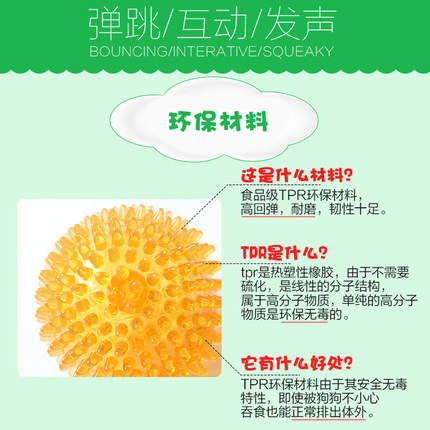 弹跳/互动/发声
BOUNCING/INTERATIVE/SQUEAKY
环保材料
这是什么材料?
食品级TPR环保材料,
高回弹,耐磨,韧性十足。
TPR是什么?
tpr是热塑性橡胶,由于不需要
硫化,是线性的分子结构,
属于高分子物质,单纯的高分子
物质是环保无毒的。
它有什么好处?
TPR环保材料由于其安全无毒
特性,即使被狗狗不小心
吞食也能正常排出体外。